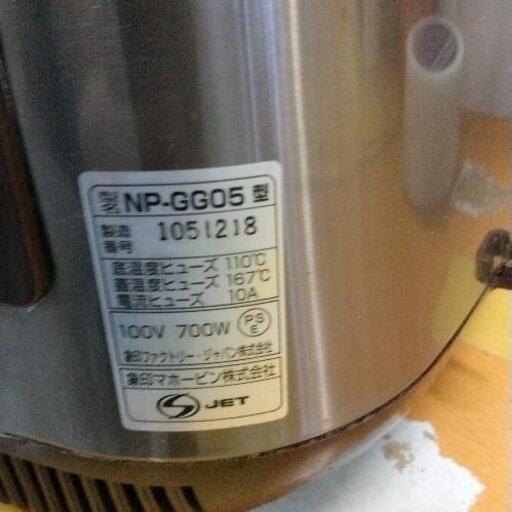 型名 NP-GG05 型
製造番号 1051218
底温度ヒューズ 110℃
蓋温度ヒューズ 167℃
電流ヒューズ 10A
100V 700W PSE
象印ファクトリー・ジャパン株式会社
象印マホービン株式会社
S JET